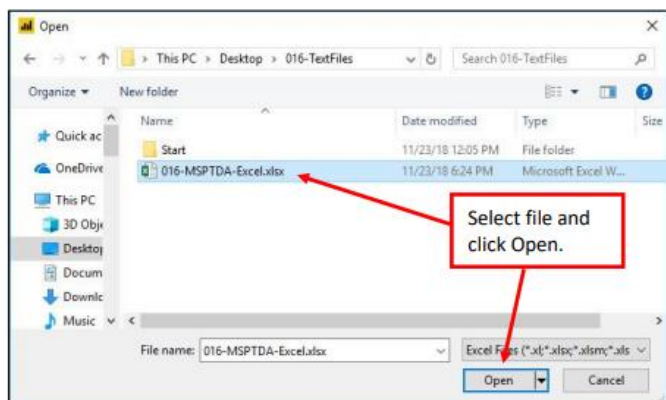 Open
This PC > Desktop > 016-TextFiles
Search 016-TextFiles
Organize
New folder
Name
Date modified
Type
Size
Quick ac
Start
11/23/18 12:05 PM
File folder
OneDrive
016-MSPTDA-Excel.xlsx
11/23/18 6:24 PM
Microsoft Excel W...
This PC
3D Obje
Desktop
Docum
Downlc
Music
Select file and
click Open.
File name:
016-MSPTDA-Excel.xlsx
Excel Files (*.xl;*.xlsx;*.xlsm;*.xls
Open
Cancel